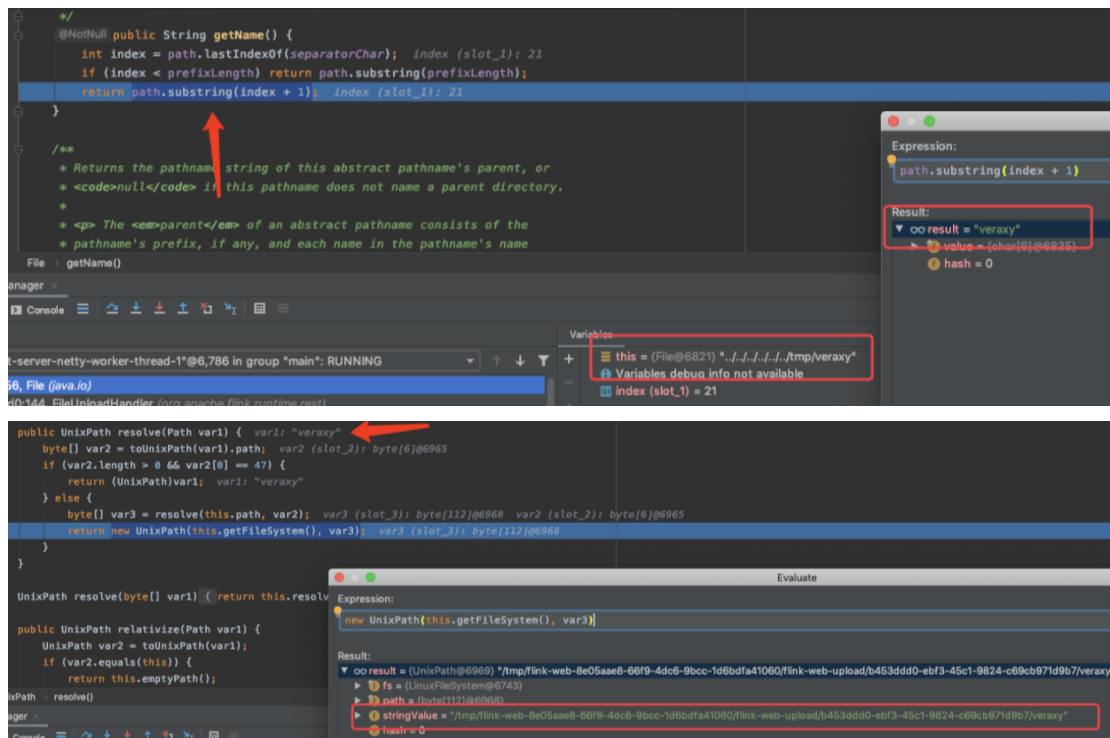 */
@NotNull public String getName() {
int index = path.lastIndexOf(separatorChar); index (slot_1): 21
if (index < prefixLength) return path.substring(prefixLength);
return path.substring(index + 1); index (slot_1): 21
}
/**
* Returns the pathname string of this abstract pathname's parent, or
* <code>null</code> if this pathname does not name a parent directory.
*
* <p> The <em>parent</em> of an abstract pathname consists of the
* pathname's prefix, if any, and each name in the pathname's name
File › getName()
Expression:
path.substring(index + 1)
Result:
result = "veraxy"
value = {char[6]@6835}
hash = 0
anager ×
Console
Variables
t-server-netty-worker-thread-1"@6,786 in group "main": RUNNING
this = {File@6821} "../../../../../../tmp/veraxy"
Variables debug info not available
index (slot_1) = 21
56, File (java.io)
d0:144, FileUploadHandler (org.apache.flink.runtime.rest)
public UnixPath resolve(Path var1) { var1: "veraxy"
byte[] var2 = toUnixPath(var1).path; var2 (slot_2): byte[6]@6965
if (var2.length > 0 && var2[0] == 47) {
return (UnixPath)var1; var1: "veraxy"
} else {
byte[] var3 = resolve(this.path, var2); var3 (slot_3): byte[112]@6968 var2 (slot_2): byte[6]@6965
return new UnixPath(this.getFileSystem(), var3); var3 (slot_3): byte[112]@6968
}
}
UnixPath resolve(byte[] var1) { return this.resolv
public UnixPath relativize(Path var1) {
UnixPath var2 = toUnixPath(var1);
if (var2.equals(this)) {
return this.emptyPath();
ixPath › resolve()
ager ×
Console
Evaluate
Expression:
new UnixPath(this.getFileSystem(), var3)
Result:
result = {UnixPath@6969} "/tmp/flink-web-8e05aae8-66f9-4dc6-9bcc-1d6bdfa41060/flink-web-upload/b453ddd0-ebf3-45c1-9824-c69cb971d9b7/veraxy
fs = {LinuxFileSystem@6743}
path = {byte[112]@6968}
stringValue = "/tmp/flink-web-8e05aae8-66f9-4dc6-9bcc-1d6bdfa41060/flink-web-upload/b453ddd0-ebf3-45c1-9824-c69cb971d9b7/veraxy"
hash = 0